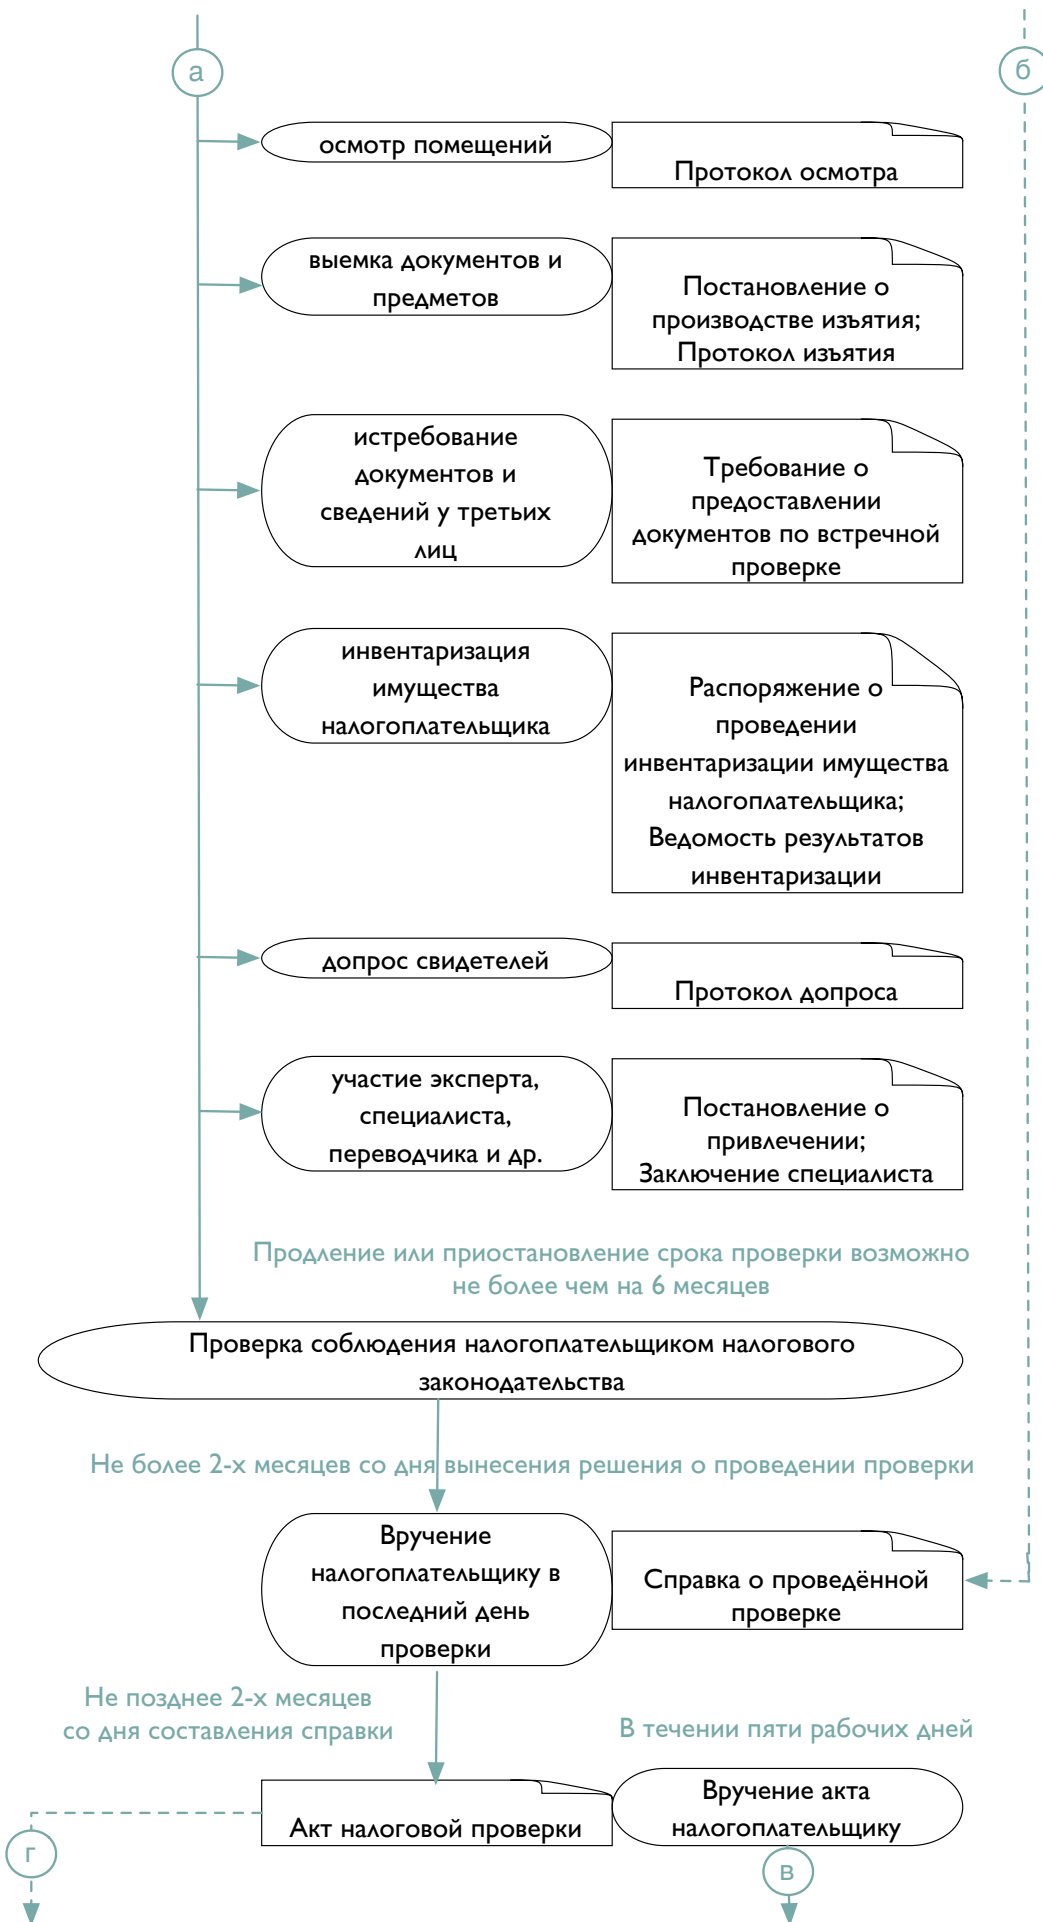 а
б
осмотр помещений
Протокол осмотра
выемка документов и
предметов
Постановление о
производстве изъятия;
Протокол изъятия
истребование
документов и
сведений у третьих
лиц
Требование о
предоставлении
документов по встречной
проверке
инвентаризация
имущества
налогоплательщика
Распоряжение о
проведении
инвентаризации имущества
налогоплательщика;
Ведомость результатов
инвентаризации
допрос свидетелей
Протокол допроса
участие эксперта,
специалиста,
переводчика и др.
Постановление о
привлечении;
Заключение специалиста
Продление или приостановление срока проверки возможно
не более чем на 6 месяцев
Проверка соблюдения налогоплательщиком налогового
законодательства
Не более 2-х месяцев со дня вынесения решения о проведении проверки
Вручение
налогоплательщику в
последний день
проверки
Справка о проведённой
проверке
Не позднее 2-х месяцев
со дня составления справки
В течении пяти рабочих дней
Акт налоговой проверки
Вручение акта
налогоплательщику
г
в